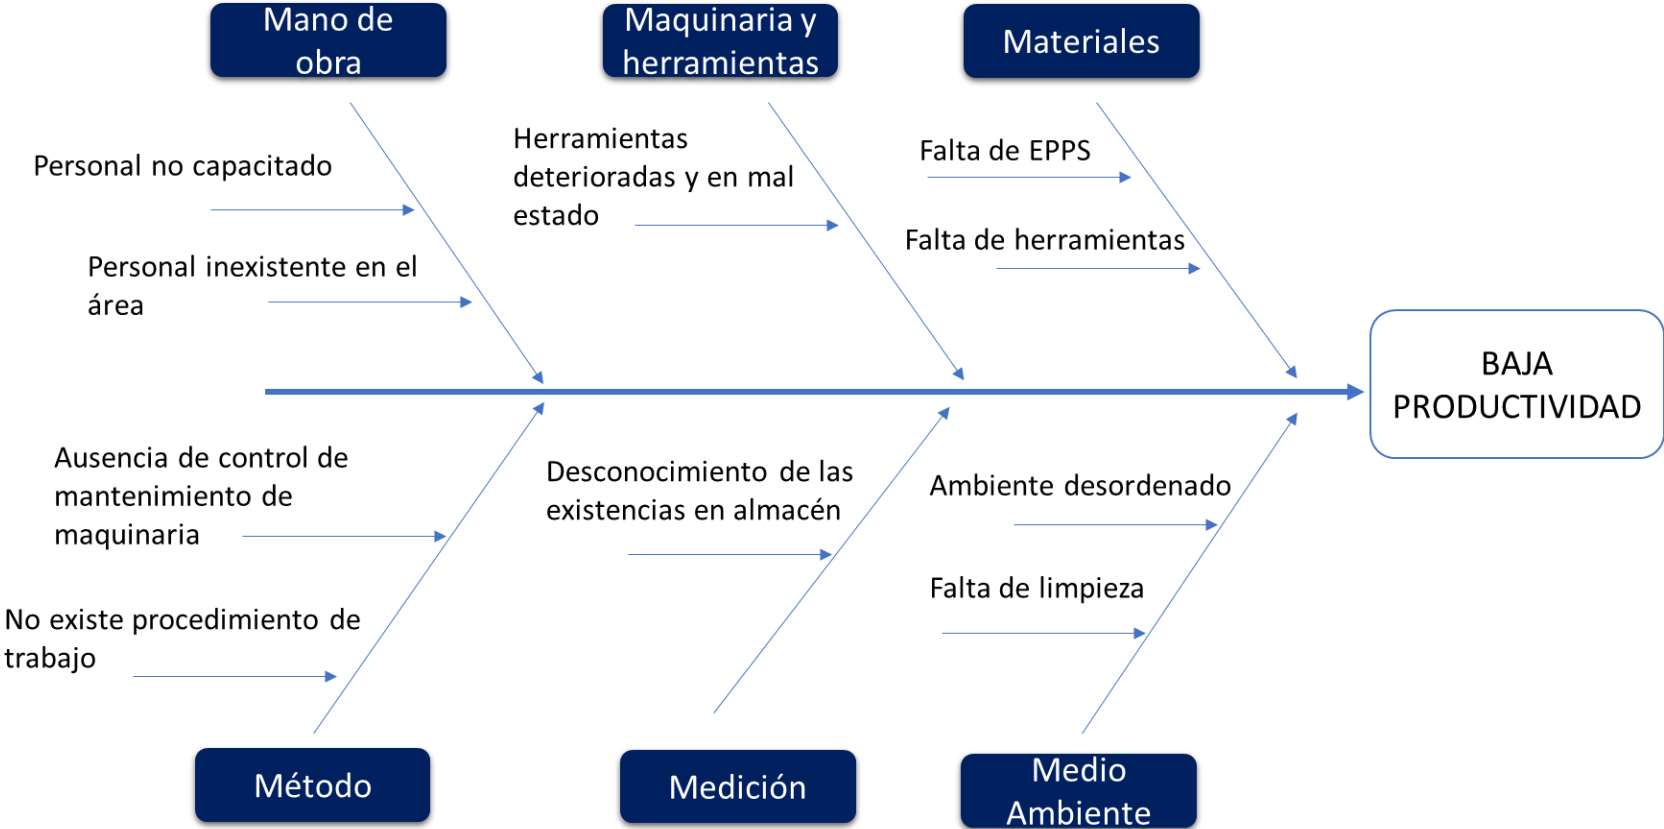 Mano de
obra
Maquinaria y
herramientas
Materiales
Personal no capacitado
Personal inexistente en el
área
Herramientas
deterioradas y en mal
estado
Falta de EPPS
Falta de herramientas
BAJA
PRODUCTIVIDAD
Ausencia de control de
mantenimiento de
maquinaria
No existe procedimiento de
trabajo
Desconocimiento de las
existencias en almacén
Ambiente desordenado
Falta de limpieza
Método
Medición
Medio
Ambiente